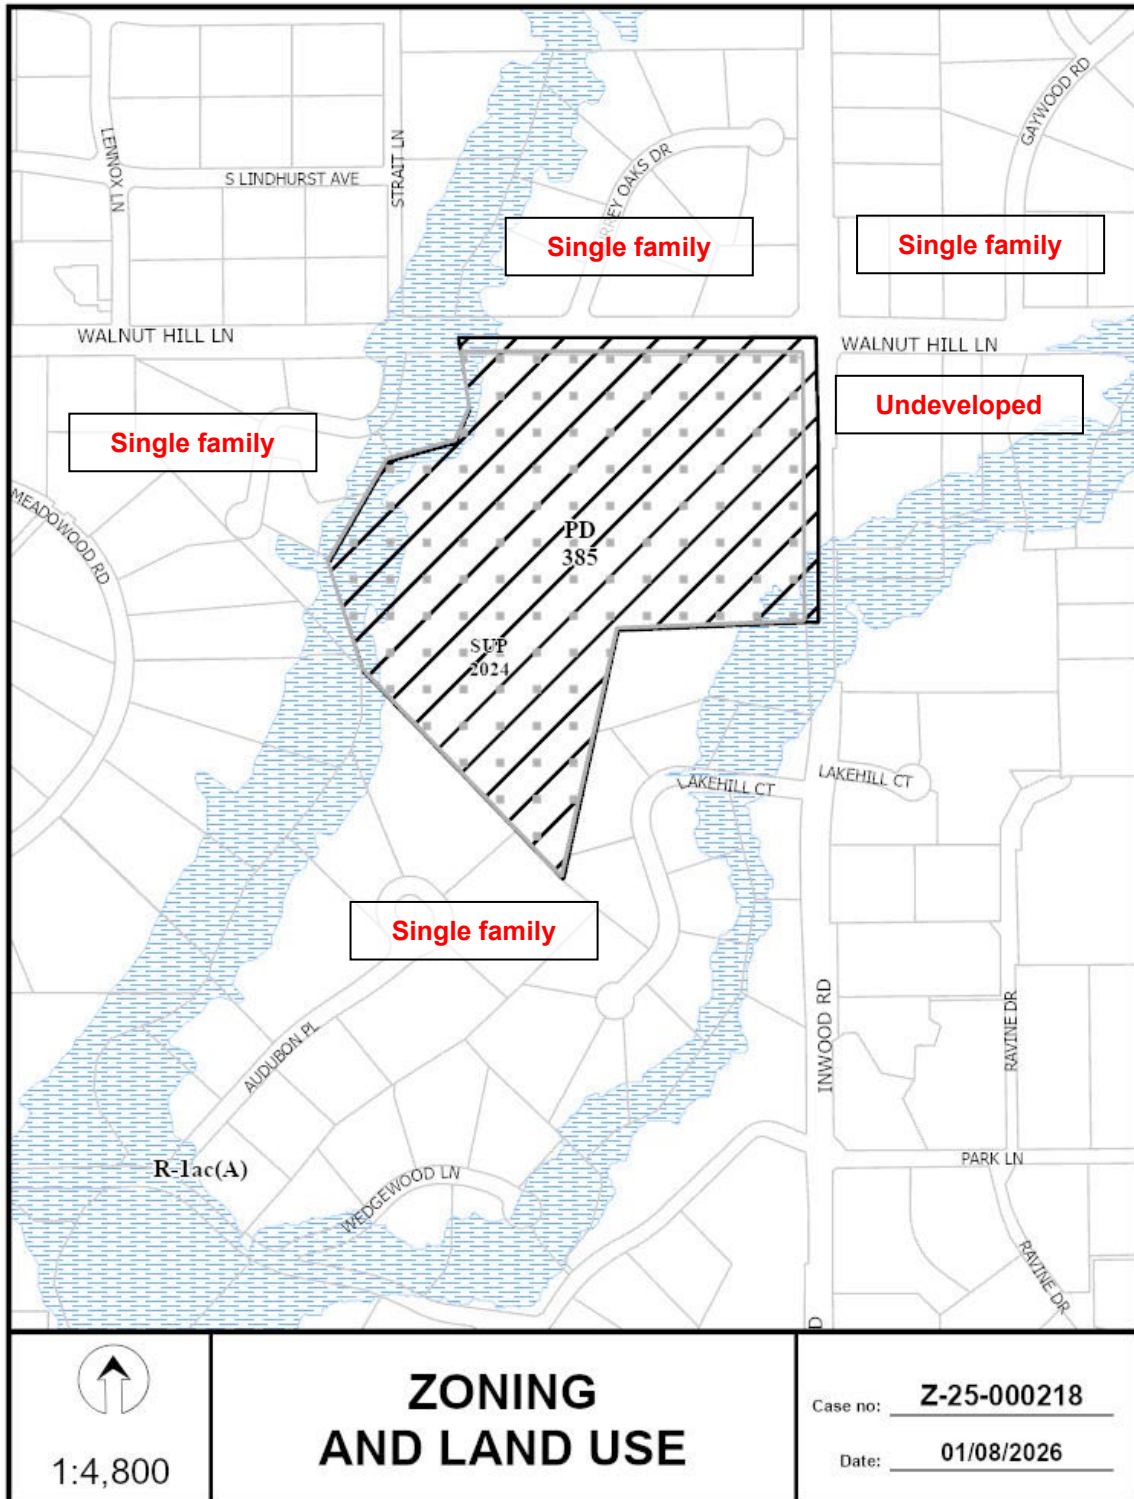 GAYWOOD RD
LENNOX LN
S LINDHURST AVE
STRAIT LN
RREY OAKS DR
Single family
Single family
WALNUT HILL LN
WALNUT HILL LN
Undeveloped
Single family
MEADOWOOD RD
PD
385
SUP
2024
LAKEHILL CT
LAKEHILL CT
Single family
INWOOD RD
RAVINE DR
AUDUBON PL
PARK LN
R-1ac(A)
WEDGEWOOD LN
RAVINE DR
D
1:4,800
ZONING
AND LAND USE
Case no: Z-25-000218
Date: 01/08/2026